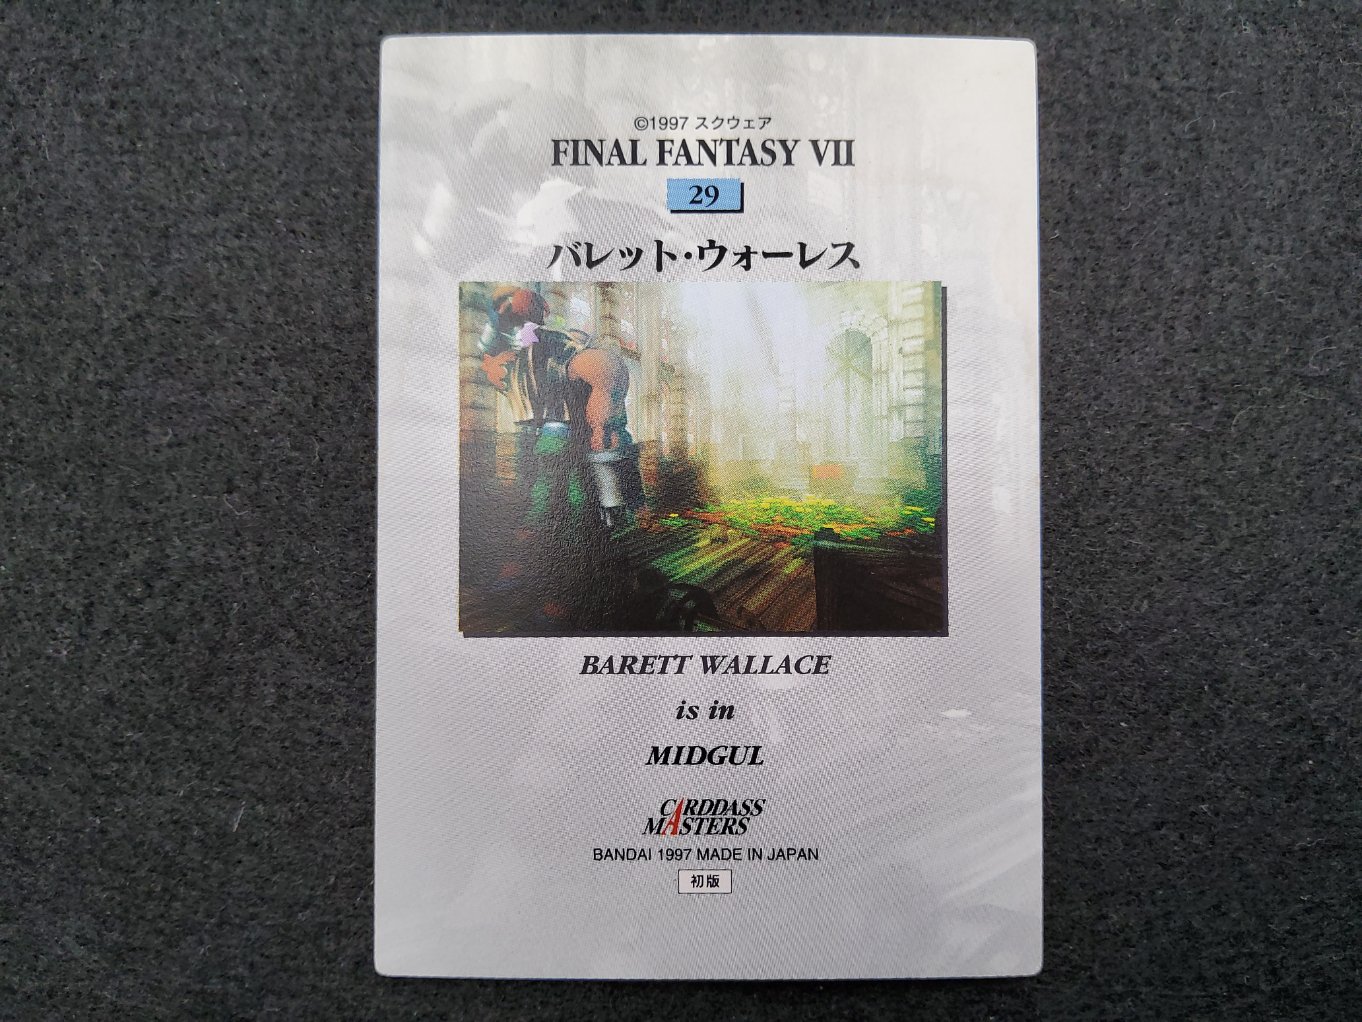 ©1997 スクウェア
FINAL FANTASY VII
29
バレット・ウォーレス
BARETT WALLACE
is in
MIDGUL
CARDDASS
MASTERS
BANDAI 1997 MADE IN JAPAN
初版